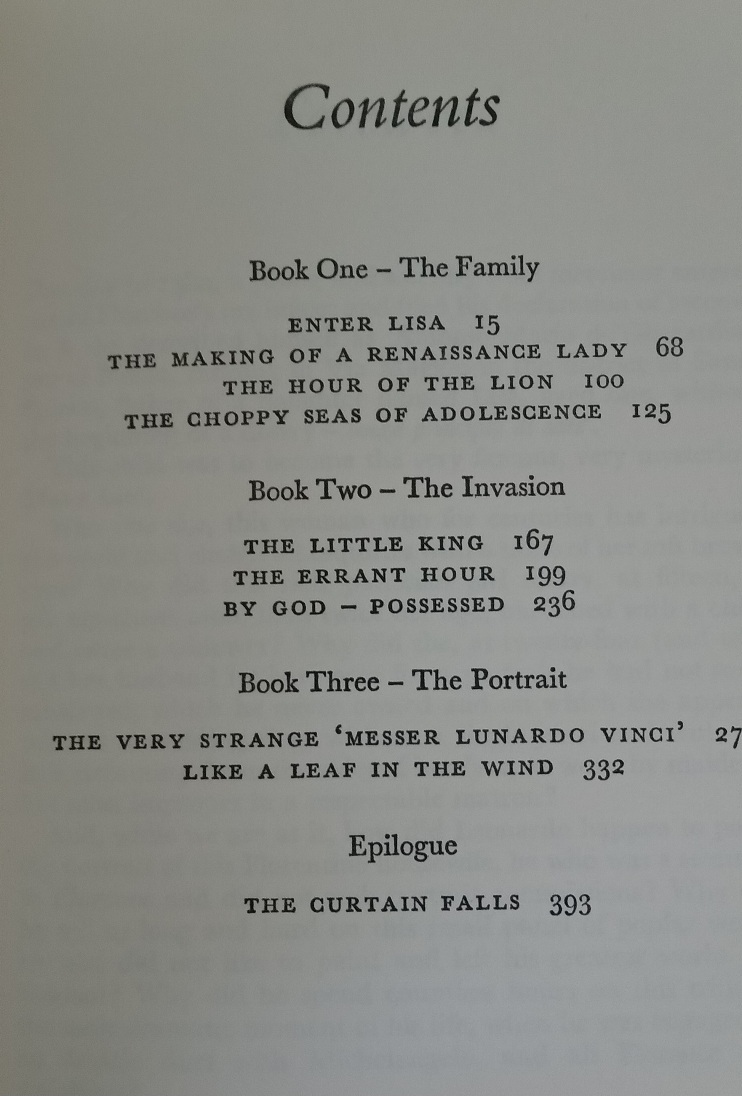 Contents
Book One – The Family
ENTER LISA 15
THE MAKING OF A RENAISSANCE LADY 68
THE HOUR OF THE LION 100
THE CHOPPY SEAS OF ADOLESCENCE 125
Book Two – The Invasion
THE LITTLE KING 167
THE ERRANT HOUR 199
BY GOD – POSSESSED 236
Book Three – The Portrait
THE VERY STRANGE ‘MESSER LUNARDO VINCI’ 27
LIKE A LEAF IN THE WIND 332
Epilogue
THE CURTAIN FALLS 393